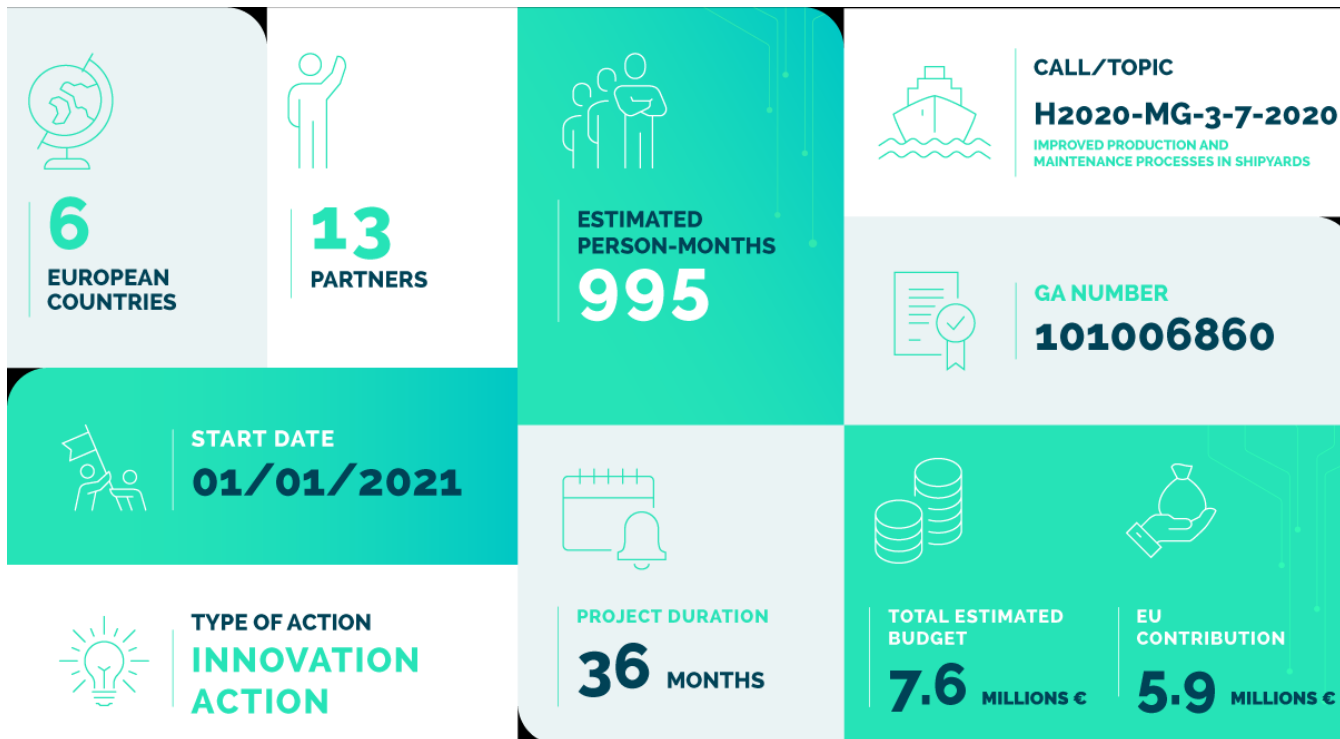 6
EUROPEAN
COUNTRIES
13
PARTNERS
ESTIMATED
PERSON-MONTHS
995
CALL/TOPIC
H2020-MG-3-7-2020
IMPROVED PRODUCTION AND
MAINTENANCE PROCESSES IN SHIPYARDS
GA NUMBER
101006860
START DATE
01/01/2021
TYPE OF ACTION
INNOVATION
ACTION
PROJECT DURATION
36 MONTHS
TOTAL ESTIMATED
BUDGET
7.6 MILLIONS €
EU
CONTRIBUTION
5.9 MILLIONS €